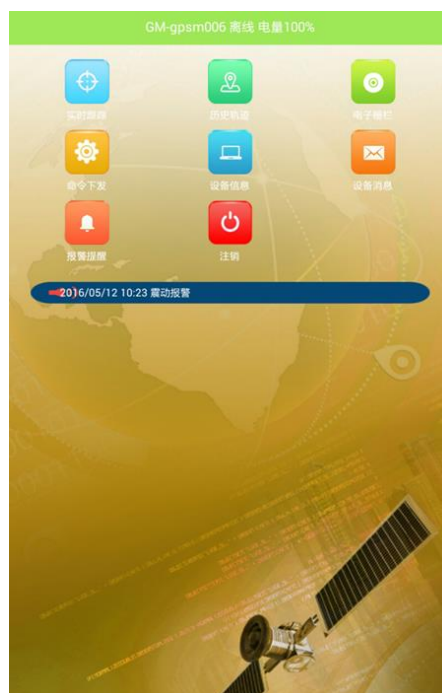 GM-gpsm006 离线 电量100%
实时跟踪
历史轨迹
电子栅栏
命令下发
设备信息
设备消息
报警提醒
注销
2016/05/12 10:23 震动报警